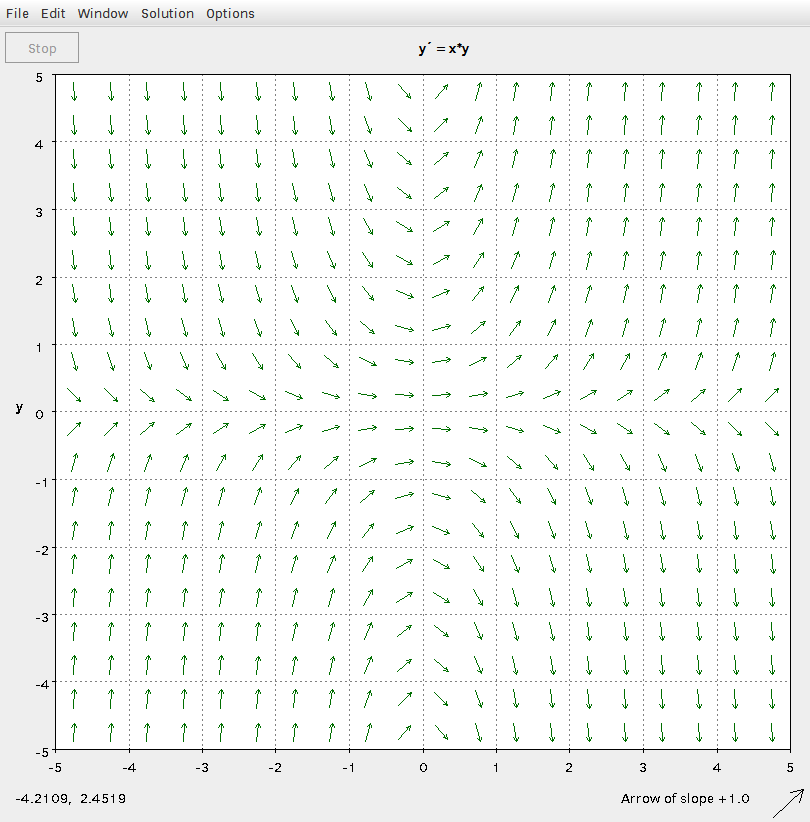 File Edit Window Solution Options
Stop
y´ = x*y
5
4
3
2
1
y
0
-1
-2
-3
-4
-5
-5 -4 -3 -2 -1 0 1 2 3 4 5
-4.2109, 2.4519
Arrow of slope +1.0